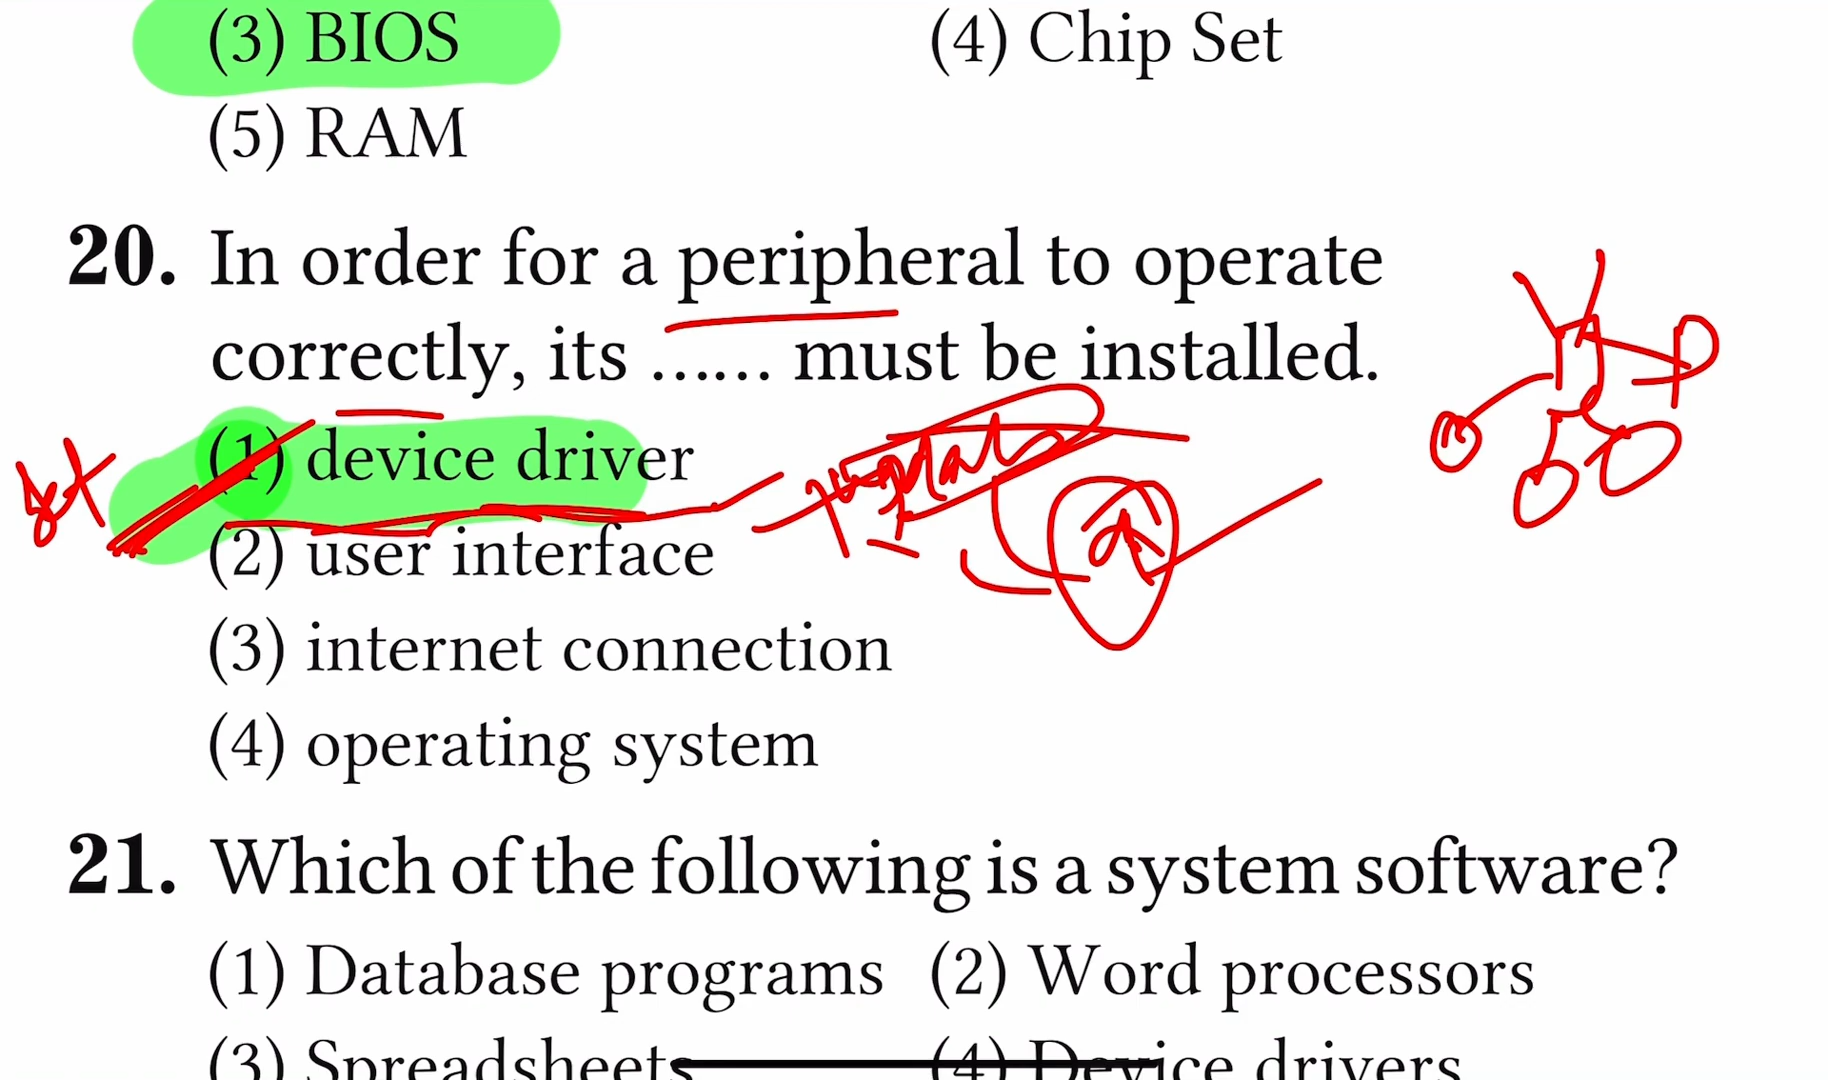 (3) BIOS (4) Chip Set
(5) RAM
20. In order for a peripheral to operate
correctly, its ...... must be installed.
(1) device driver
(2) user interface
(3) internet connection
(4) operating system
21. Which of the following is a system software?
(1) Database programs (2) Word processors
(3) Spreadsheets (4) Device drivers